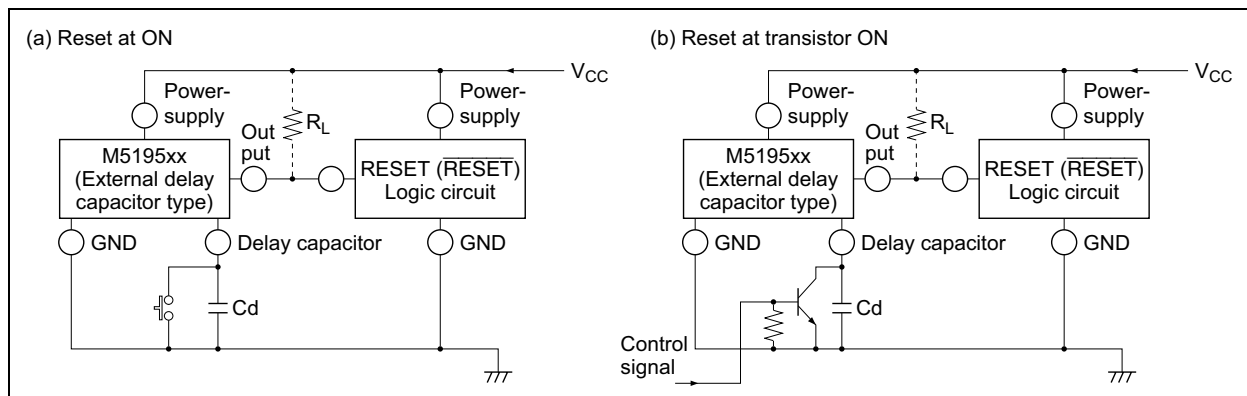 (a) Reset at ON
VCC
Power-
supply
RL
Out
put
Power-
supply
M5195xx
(External delay
capacitor type)
RESET (RESET)
Logic circuit
GND
Delay capacitor
GND
Cd
(b) Reset at transistor ON
VCC
Power-
supply
RL
Out
put
Power-
supply
M5195xx
(External delay
capacitor type)
RESET (RESET)
Logic circuit
GND
Delay capacitor
GND
Cd
Control
signal